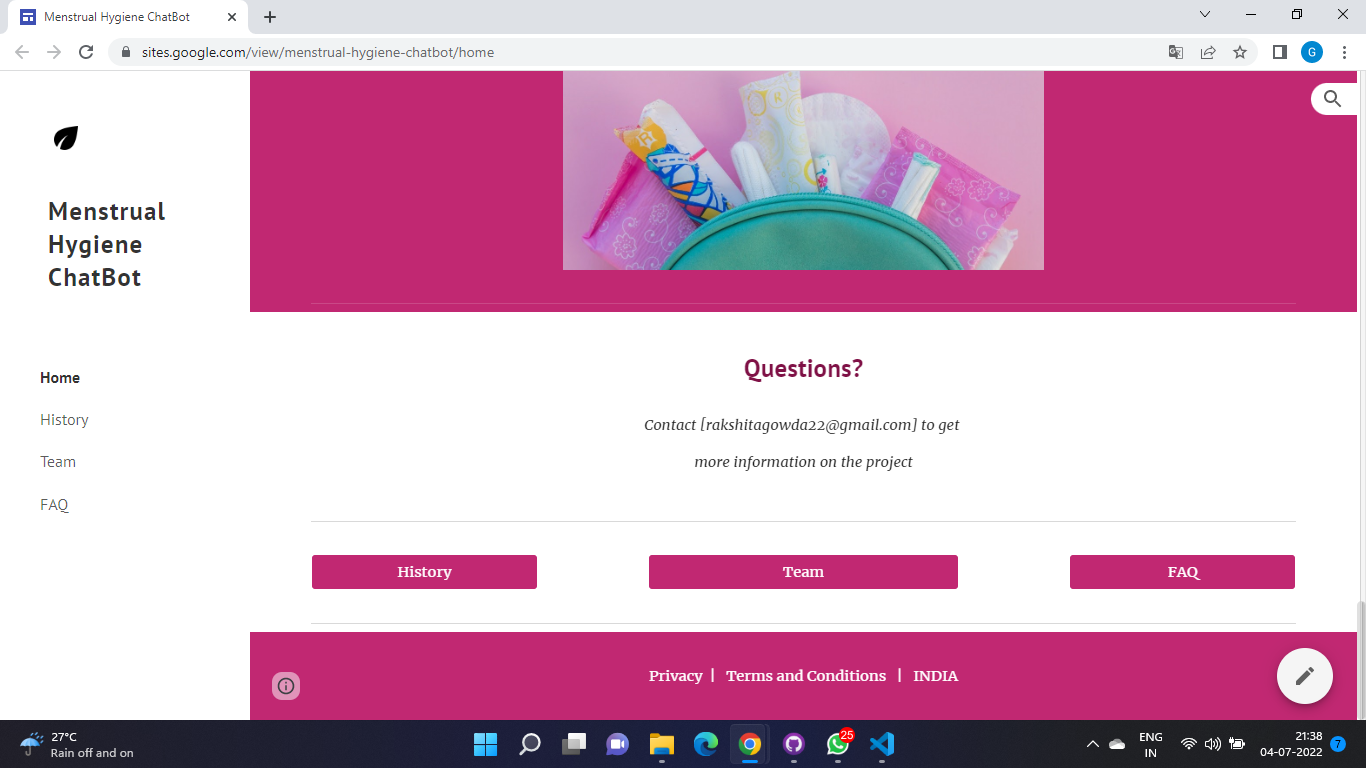 Menstrual Hygiene ChatBot
sites.google.com/view/menstrual-hygiene-chatbot/home
G
Menstrual
Hygiene
ChatBot
Home
History
Team
FAQ
Questions?
Contact [rakshitagowda22@gmail.com] to get
more information on the project
History
Team
FAQ
Privacy | Terms and Conditions | INDIA
27°C
Rain off and on
25
ENG
IN
21:38
04-07-2022
7